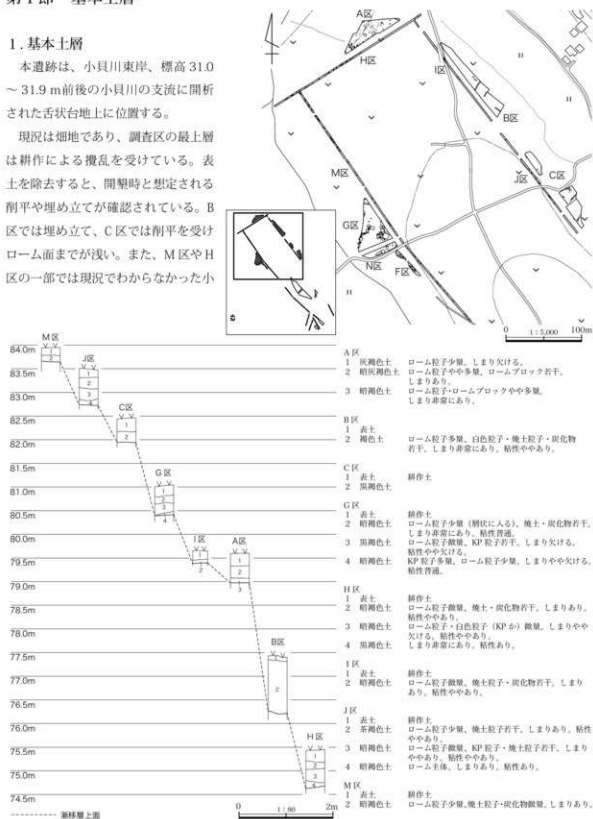 1．基本土層
本遺跡は、小貝川東岸、標高 31.0
～ 31.9 m前後の小貝川の支流に開析
された舌状台地上に位置する。
現況は畑地であり、調査区の最上層
は耕作による攪乱を受けている。表
土を除去すると、開墾時と想定される
削平や埋め立てが確認されている。B
区では埋め立て、C 区では削平を受け
ローム面までが浅い。また、M 区や H
区の一部では現況でわからなかった小
A区
H区
I区
B区
M区
J区
C区
G区
N区
F区
0 1：5,000 100m
M区
84.0m
J区
83.5m
83.0m
C区
82.5m
82.0m
81.5m
G区
81.0m
80.5m
80.0m
I区
A区
79.5m
79.0m
78.5m
78.0m
B区
77.5m
77.0m
76.5m
76.0m
H区
75.5m
75.0m
74.5m
漸移層上面
0 1：80 2m
A 区
1 灰褐色土 ローム粒子少量、しまり欠ける。
2 暗灰褐色土 ローム粒子やや多量、ロームブロック若干。
しまりあり。
3 暗褐色土 ローム粒子・ロームブロックやや多量。
しまり非常にあり。
B 区
1 表土
2 褐色土 ローム粒子多量、白色粒子・焼土粒子・炭化物
若干。しまり非常にあり、粘性ややあり。
C 区
1 表土 耕作土
2 黒褐色土
G 区
1 表土 耕作土
2 暗褐色土 ローム粒子少量（層状に入る）、焼土・炭化物若干。
しまり非常にあり、粘性普通。
3 黒褐色土 ローム粒子微量、KP 粒子若干。しまり欠ける。
粘性やや欠ける。
4 暗褐色土 KP 粒子多量、ローム粒子少量。しまりやや欠ける。
粘性普通。
H 区
1 表土 耕作土
2 暗褐色土 ローム粒子微量、焼土・炭化物若干。しまりあり。
粘性ややあり。
3 暗褐色土 ローム粒子・白色粒子（KP か）微量。しまりやや
欠ける、粘性ややあり。
4 黒褐色土 しまり非常にあり、粘性あり。
I 区
1 表土 耕作土
2 暗褐色土 ローム粒子微量、焼土粒子・炭化物若干。しまり
あり。粘性ややあり。
J 区
1 表土 耕作土
2 茶褐色土 ローム粒子少量、焼土粒子若干。しまりあり。粘性
ややあり。
3 暗褐色土 ローム粒子微量、KP 粒子・焼土粒子若干。しまり
ややあり。粘性ややあり。
4 暗褐色土 ローム主体。しまりあり。粘性あり。
M 区
1 表土 耕作土
2 暗褐色土 ローム粒子少量、焼土粒子・炭化物微量。しまりあり。